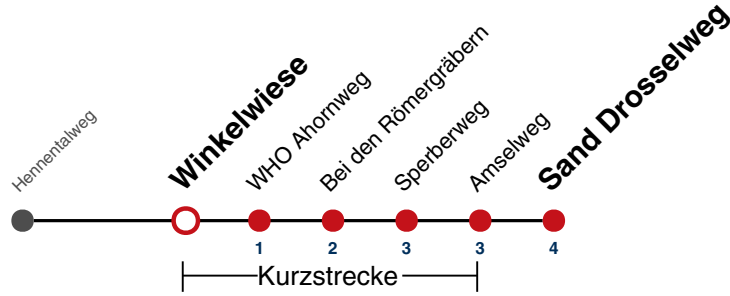 Hennentalweg
Winkelwiese
WHO Ahornweg
Bei den Römergräbern
Sperberweg
Amselweg
Sand Drosselweg
1
2
3
3
4
Kurzstrecke